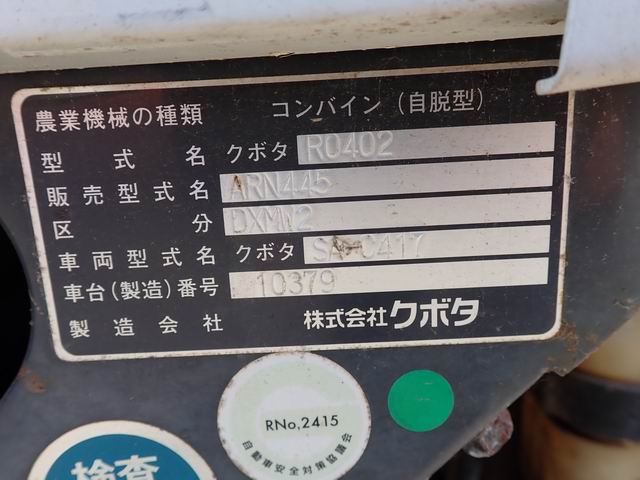 農業機械の種類 コンバイン(自脱型)
型式名 クボタ R0402
販売型式名 ARN445
区分 DXMW2
車両型式名 クボタ SA-C417
車台(製造)番号 10379
製造会社 株式会社クボタ
RNo,2415
自動車安全対策協議会
検査